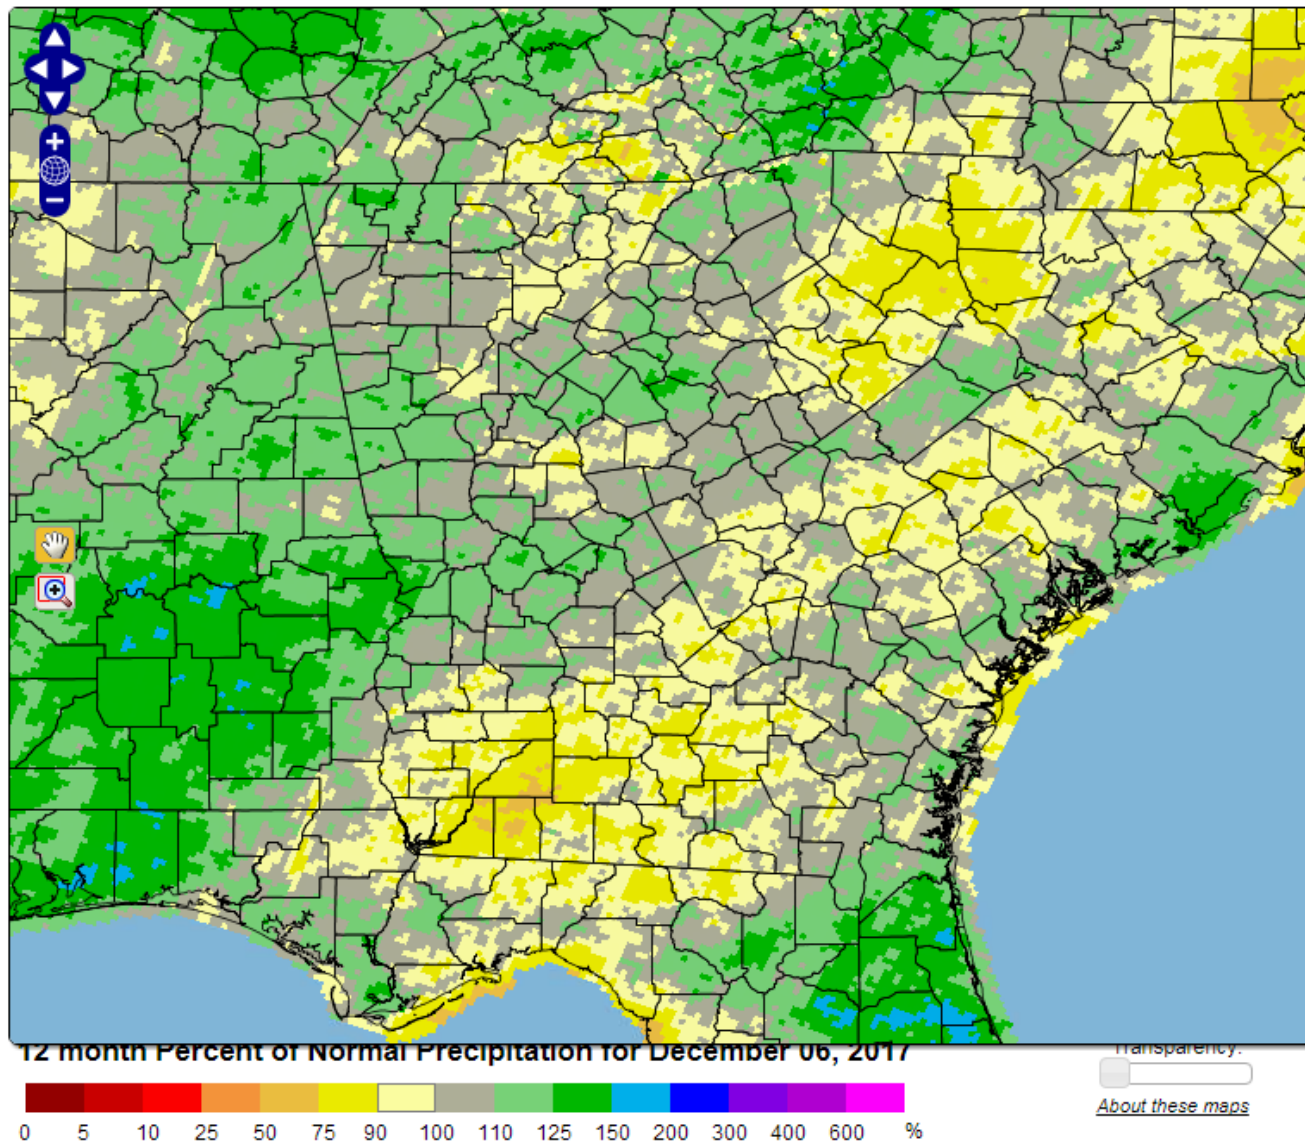 12 month Percent of Normal Precipitation for December 06, 2017
Transparency:
0 5 10 25 50 75 90 100 110 125 150 200 300 400 600 %
About these maps